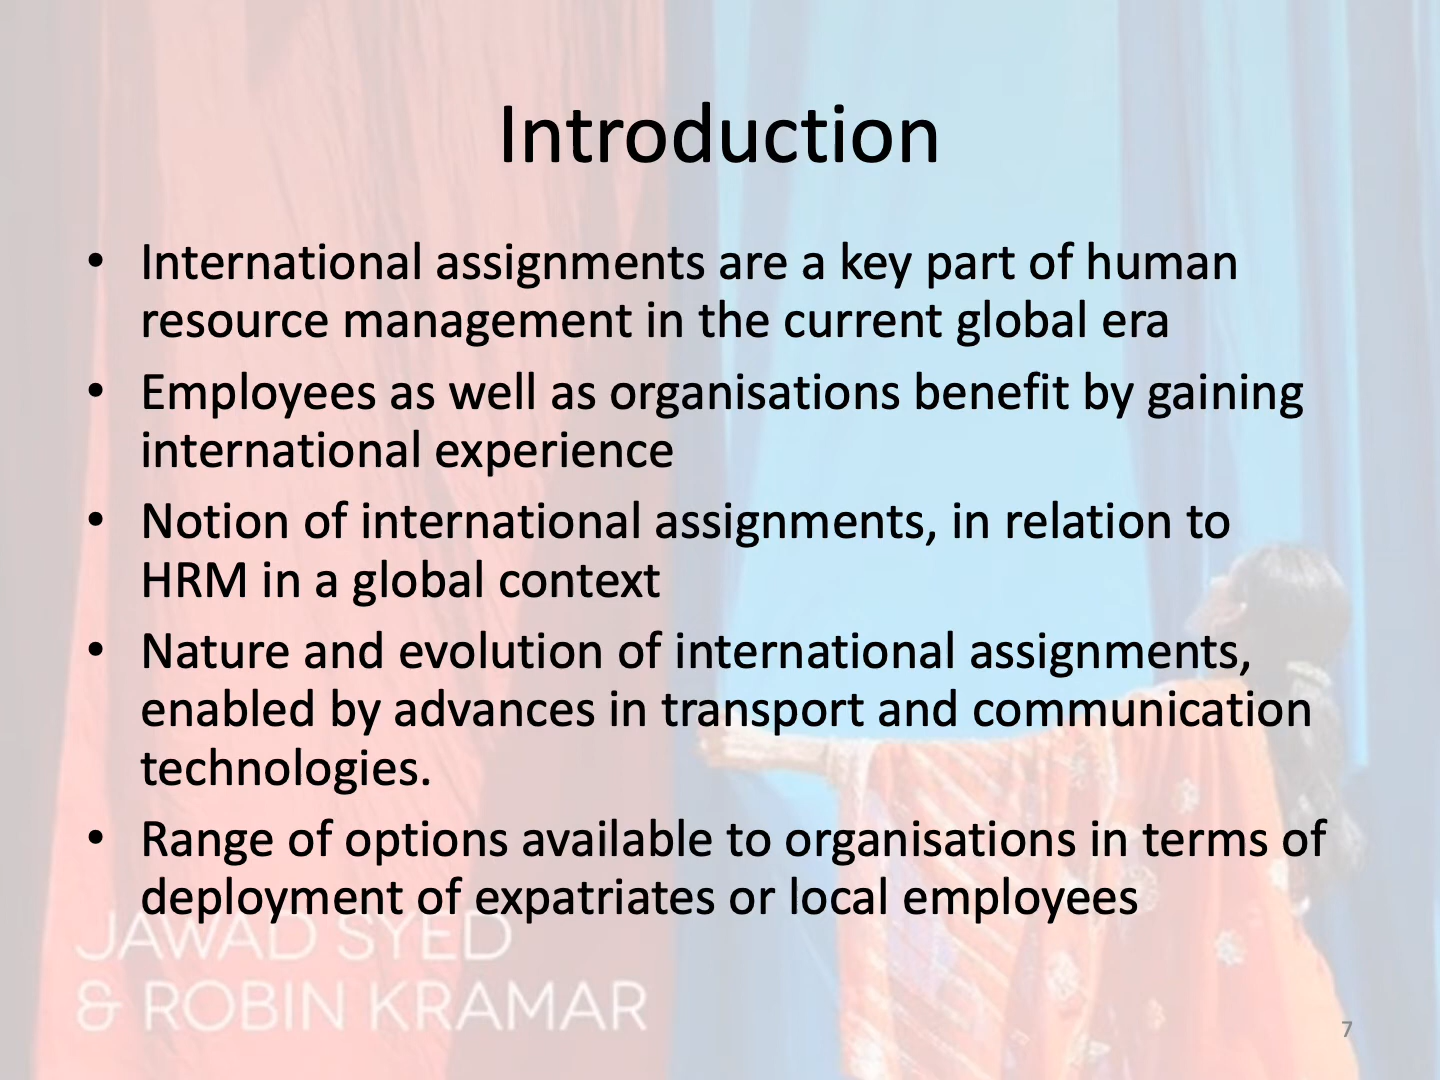 Introduction
• International assignments are a key part of human
resource management in the current global era
• Employees as well as organisations benefit by gaining
international experience
• Notion of international assignments, in relation to
HRM in a global context
• Nature and evolution of international assignments,
enabled by advances in transport and communication
technologies.
• Range of options available to organisations in terms of
deployment of expatriates or local employees
JAWAD SYED
& ROBIN KRAMAR
7